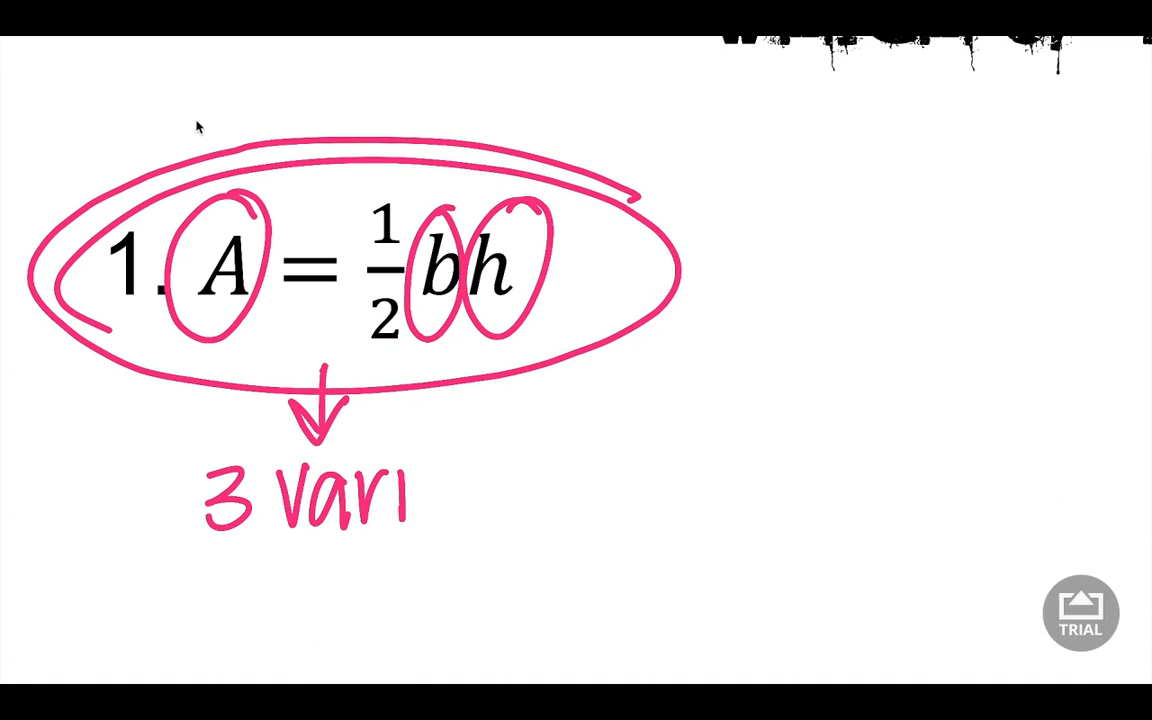 1. A = 1/2 bh
3 vari
TRIAL